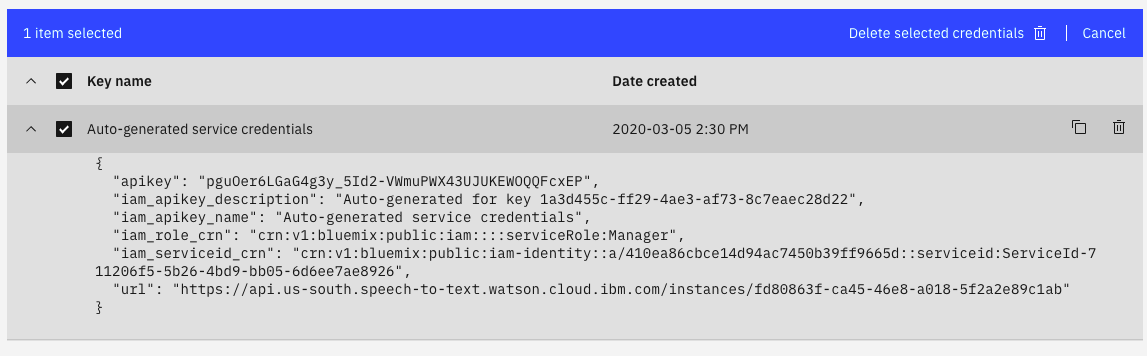 1 item selected Delete selected credentials | Cancel
Key name Date created
Auto-generated service credentials 2020-03-05 2:30 PM
{
"apikey": "pguOer6LGaG4g3y_5Id2-VWmuPWX43UJUKEWOQQFcxEP",
"iam_apikey_description": "Auto-generated for key 1a3d455c-ff29-4ae3-af73-8c7eaec28d22",
"iam_apikey_name": "Auto-generated service credentials",
"iam_role_crn": "crn:v1:bluemix:public:iam::::serviceRole:Manager",
"iam_serviceid_crn": "crn:v1:bluemix:public:iam-identity::a/410ea86cbce14d94ac7450b39ff9665d::serviceid:ServiceId-7
11206f5-5b26-4bd9-bb05-6d6ee7ae8926",
"url": "https://api.us-south.speech-to-text.watson.cloud.ibm.com/instances/fd80863f-ca45-46e8-a018-5f2a2e89c1ab"
}